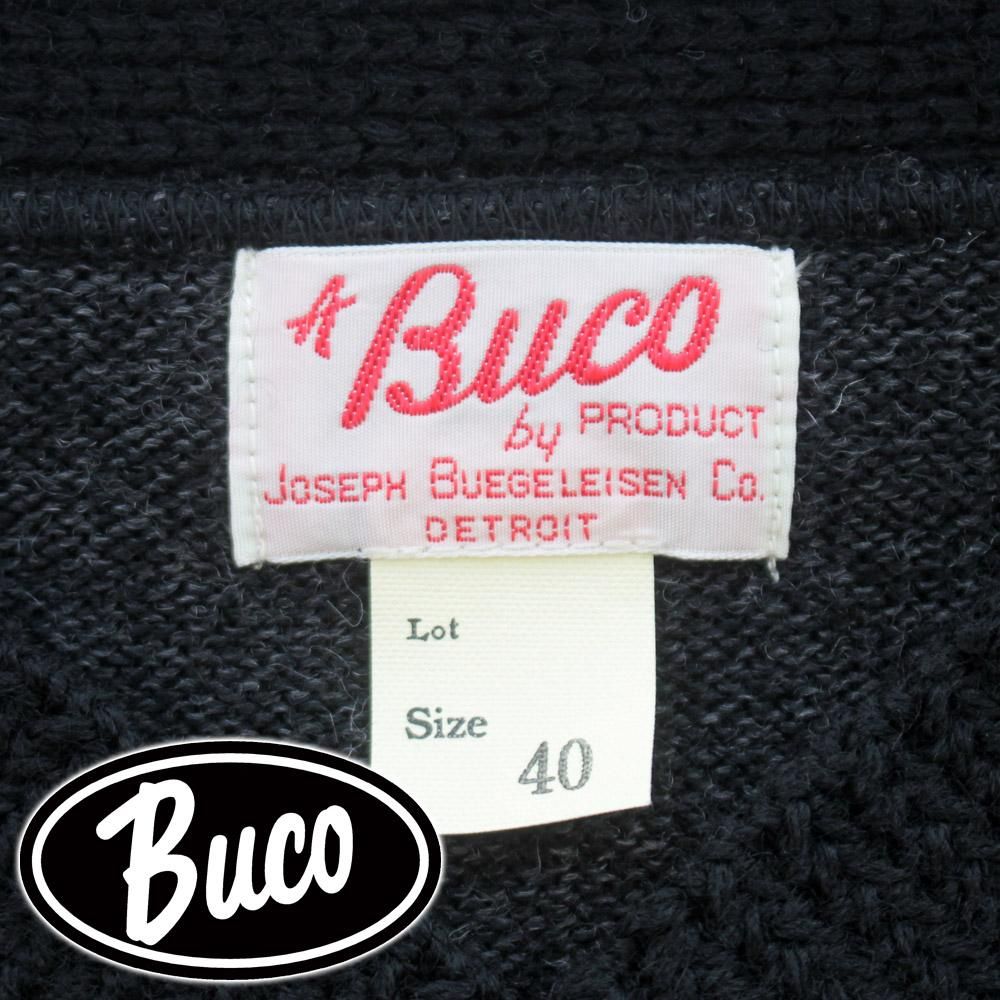 A Buco
by PRODUCT
JOSEPH BUEGELEISEN Co.
DETROIT
Lot
Size
40
Buco